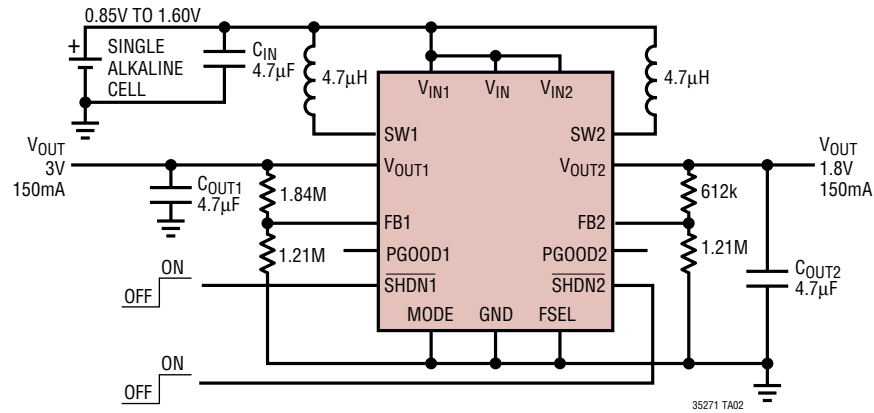 0.85V TO 1.60V
+
SINGLE
ALKALINE
CELL
CIN
4.7µF
4.7µH
VIN1
VIN
VIN2
4.7µH
SW1
SW2
VOUT
3V
150mA
VOUT1
VOUT2
VOUT
1.8V
150mA
COUT1
4.7µF
1.84M
612k
FB1
FB2
1.21M
1.21M
PGOOD1
PGOOD2
COUT2
4.7µF
OFF
ON
SHDN1
SHDN2
MODE
GND
FSEL
OFF
ON
35271 TA02